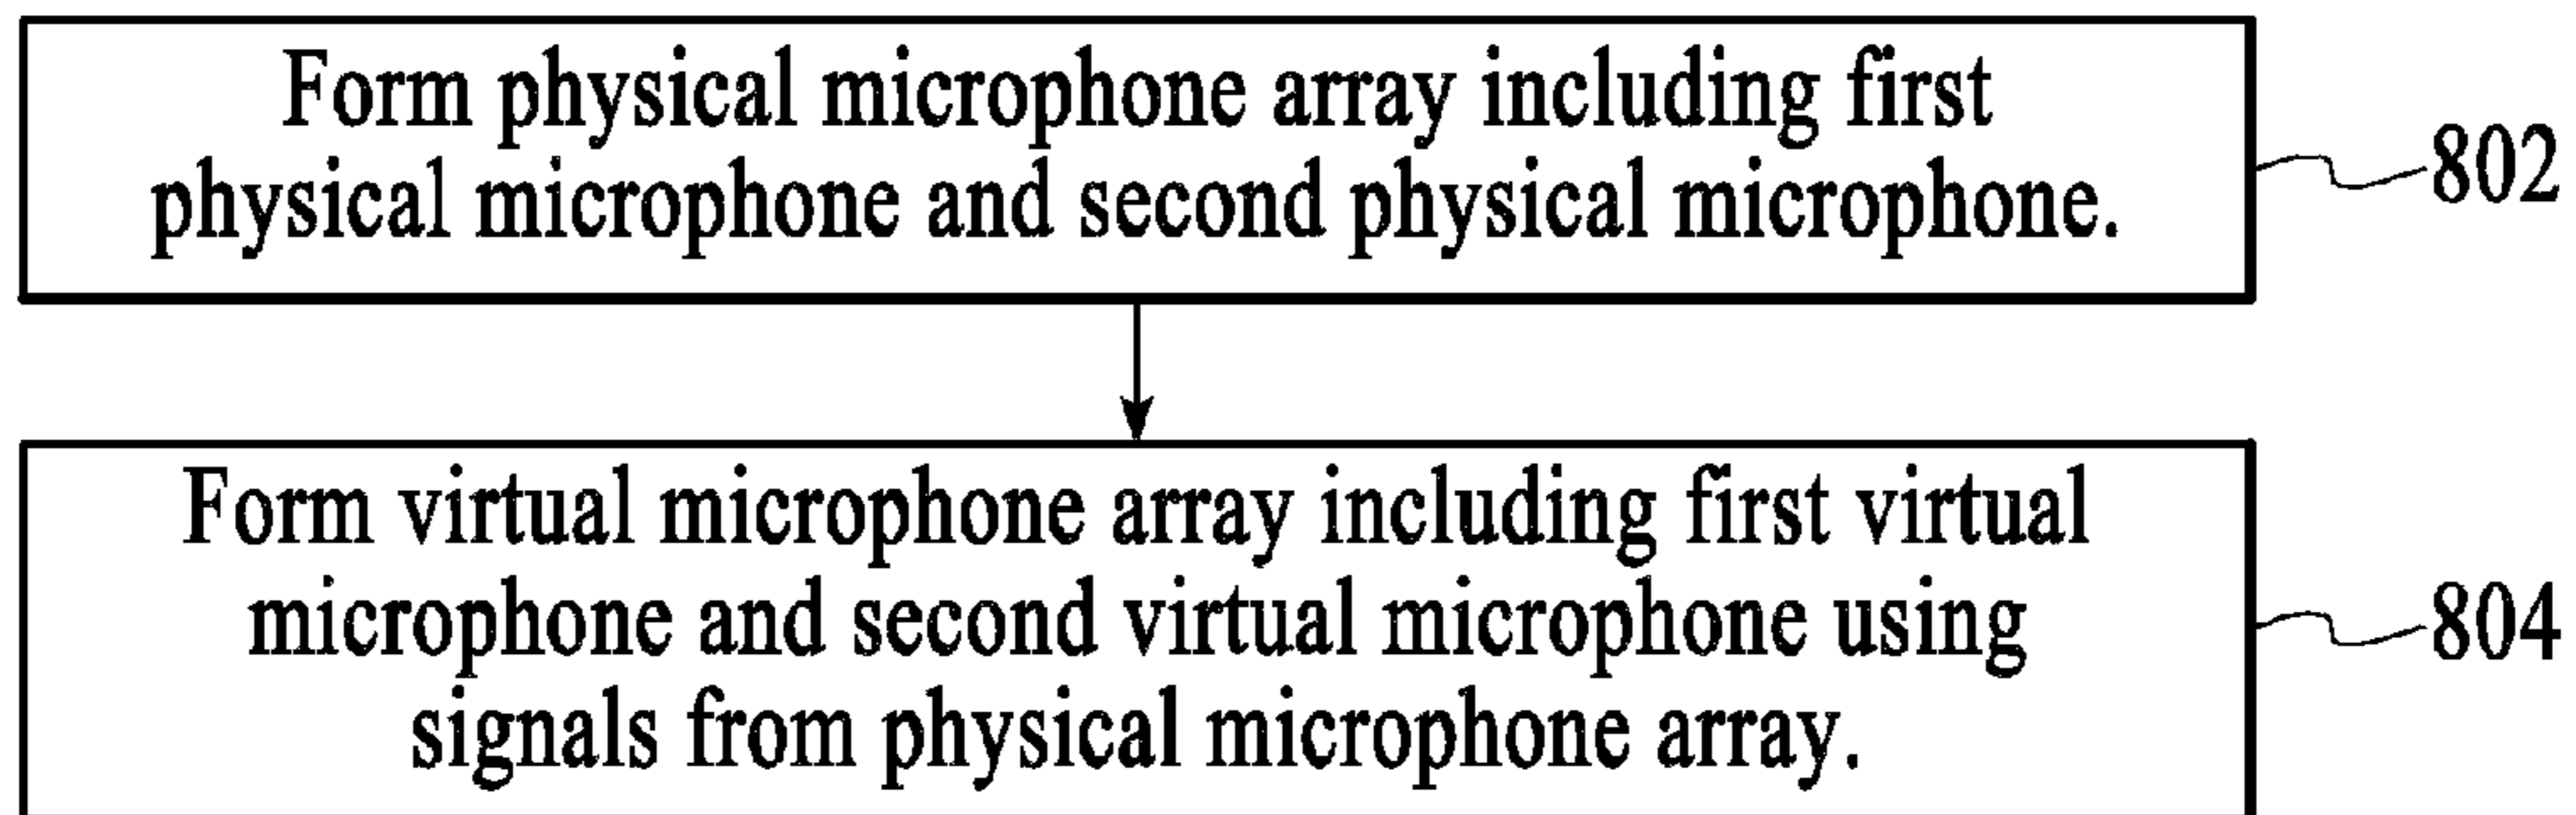 Form physical microphone array including first
physical microphone and second physical microphone.
802
Form virtual microphone array including first virtual
microphone and second virtual microphone using
signals from physical microphone array.
804